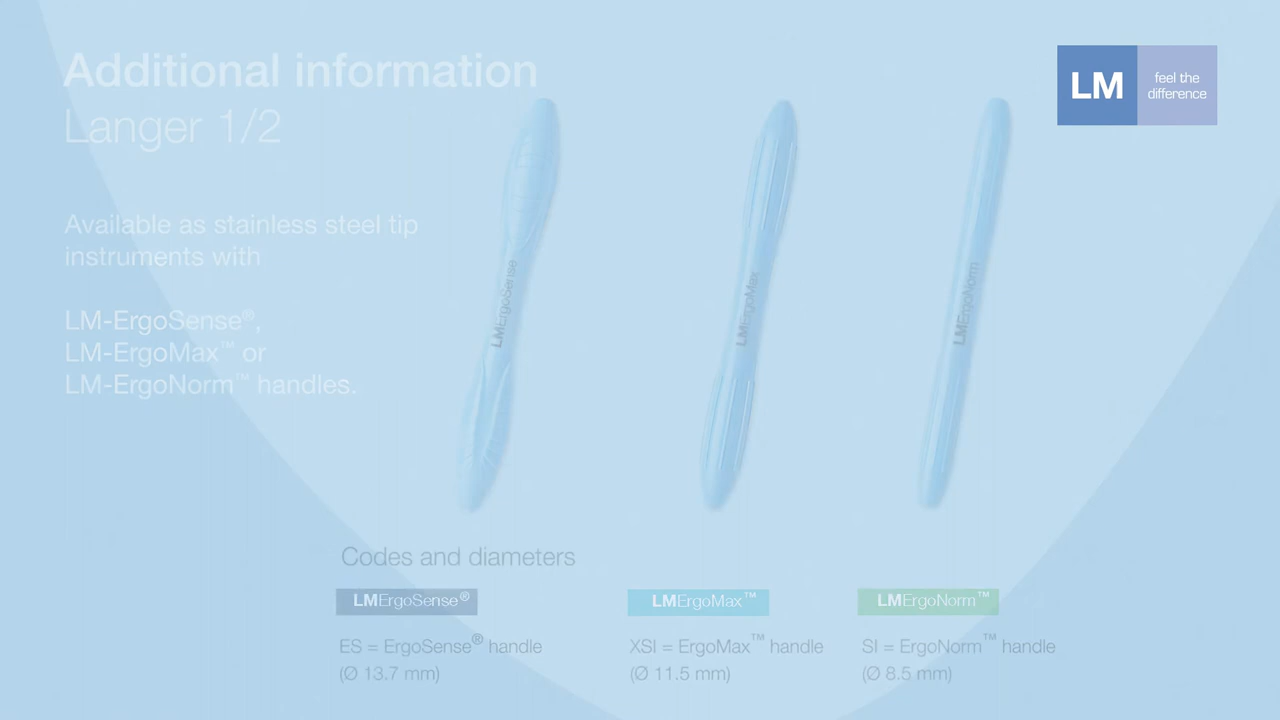 Additional information
Langer 1/2
LM
feel the
difference
Available as stainless steel tip
instruments with
LM-ErgoSense®,
LM-ErgoMax™ or
LM-ErgoNorm™ handles.
LMErgoSense
LMErgoMax
LMErgoNorm
Codes and diameters
LMErgoSense®
LMErgoMax™
LMErgoNorm™
ES = ErgoSense® handle
(Ø 13.7 mm)
XSI = ErgoMax™ handle
(Ø 11.5 mm)
SI = ErgoNorm™ handle
(Ø 8.5 mm)